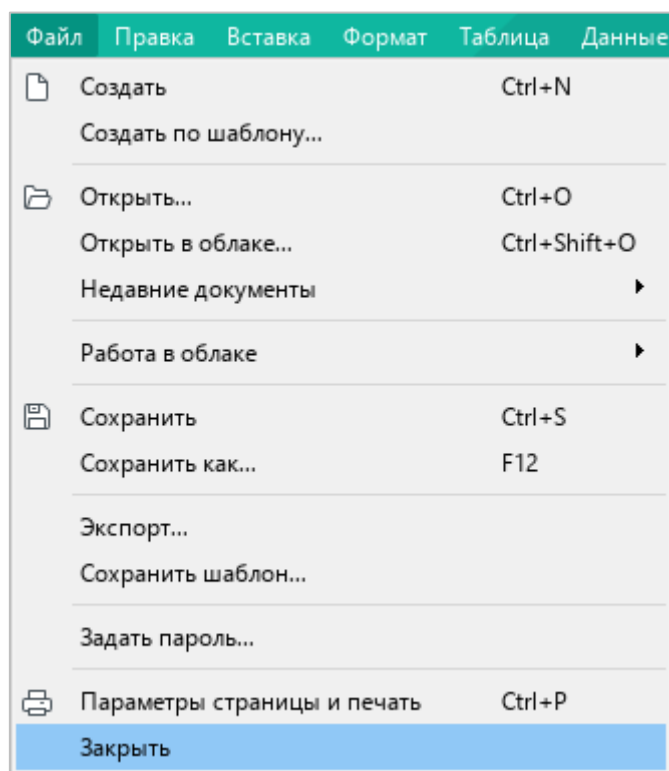 Файл Правка Вставка Формат Таблица Данные
Создать Ctrl+N
Создать по шаблону...
Открыть... Ctrl+O
Открыть в облаке... Ctrl+Shift+O
Недавние документы
Работа в облаке
Сохранить Ctrl+S
Сохранить как... F12
Экспорт...
Сохранить шаблон...
Задать пароль...
Параметры страницы и печать Ctrl+P
Закрыть